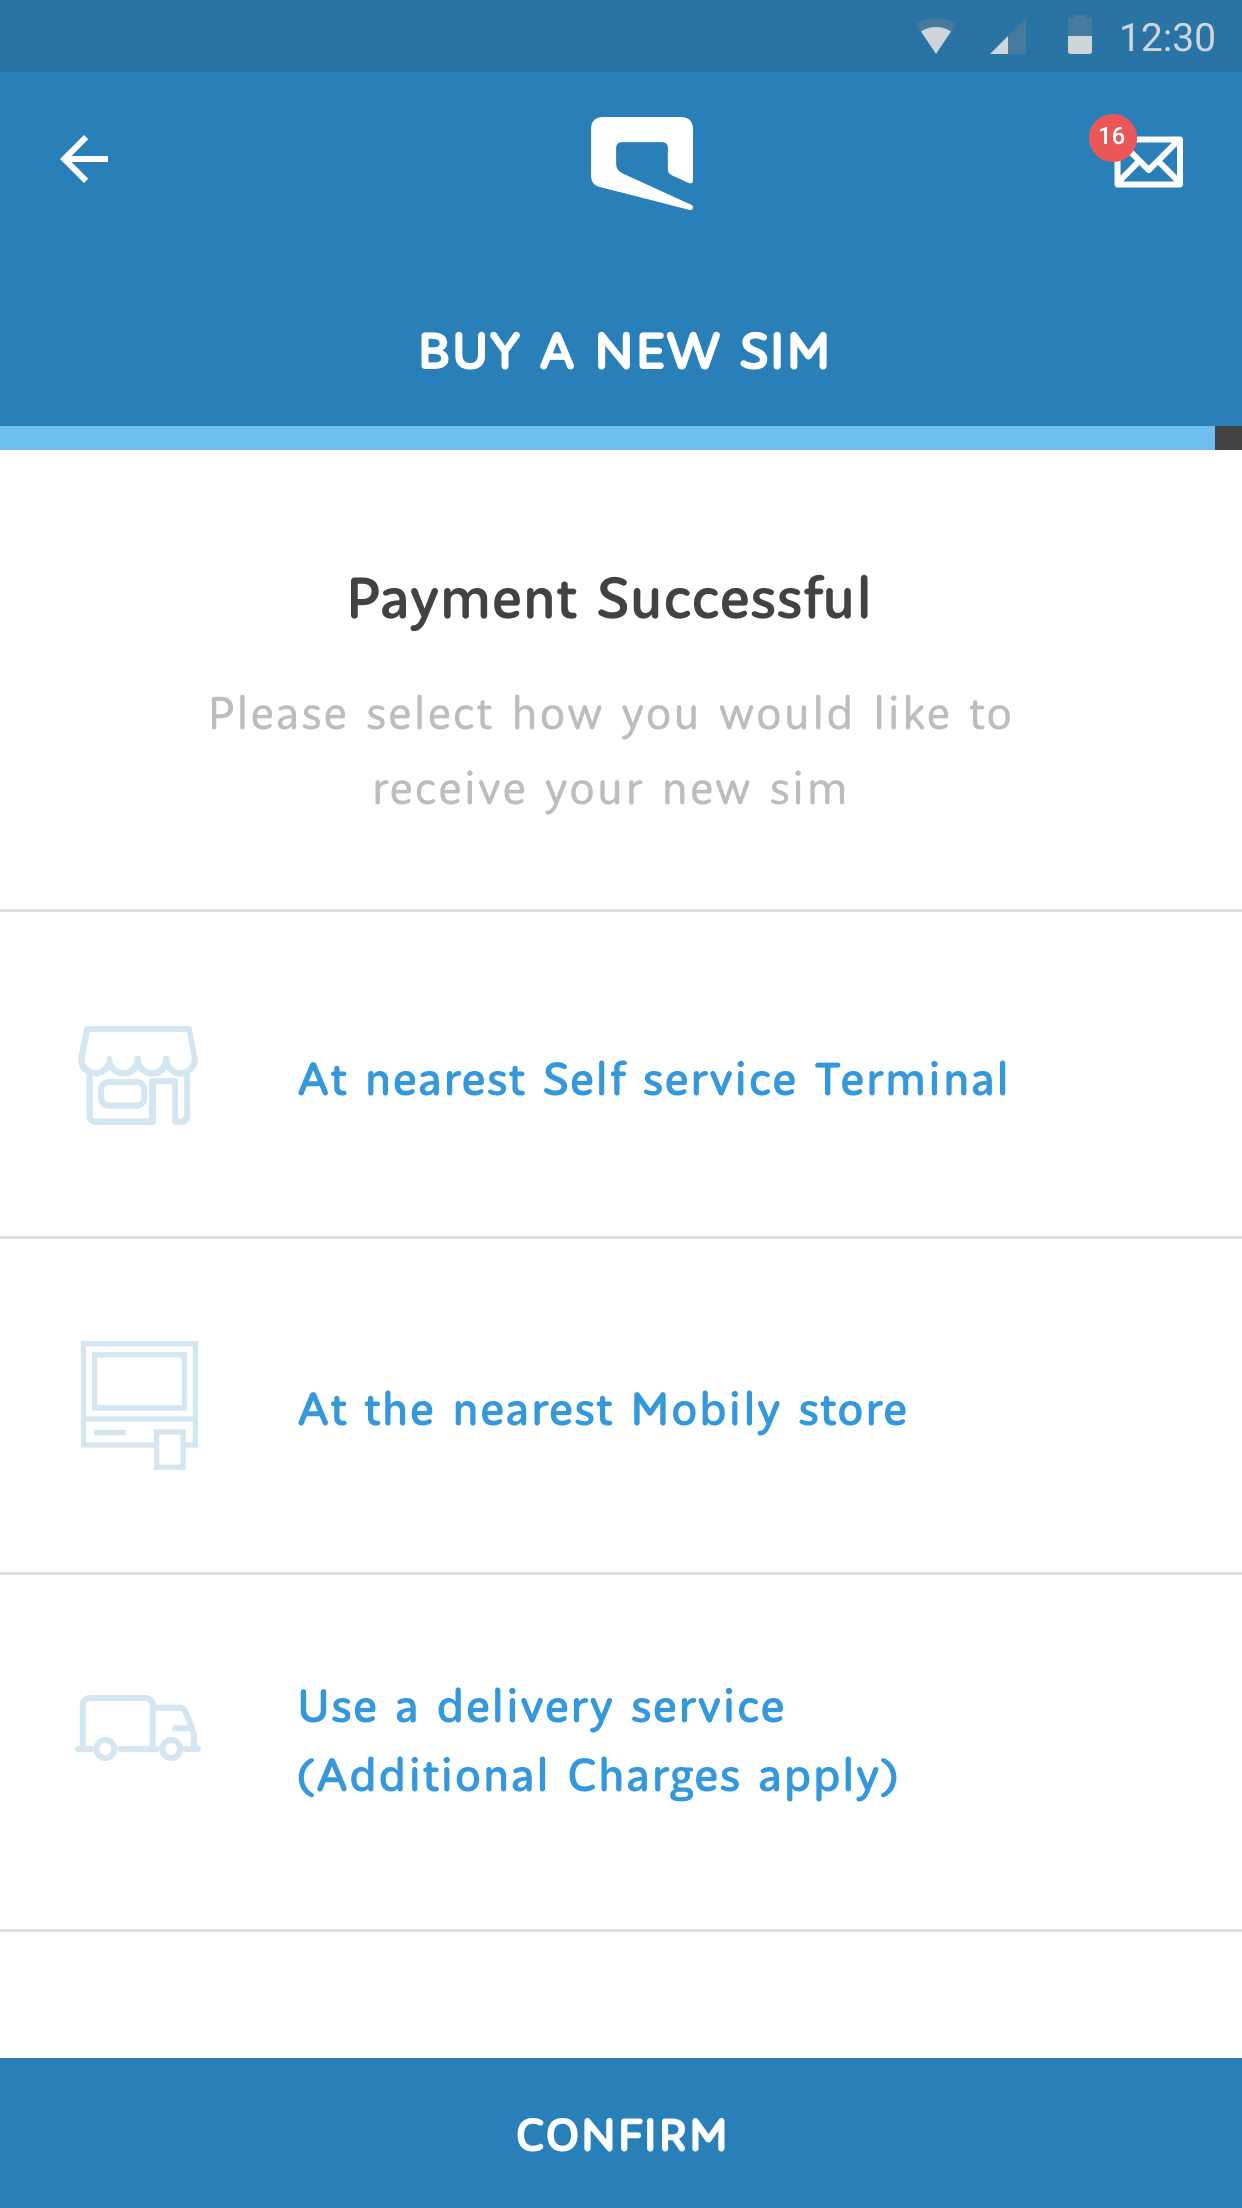 12:30
16
BUY A NEW SIM
Payment Successful
Please select how you would like to
receive your new sim
At nearest Self service Terminal
At the nearest Mobily store
Use a delivery service
(Additional Charges apply)
CONFIRM